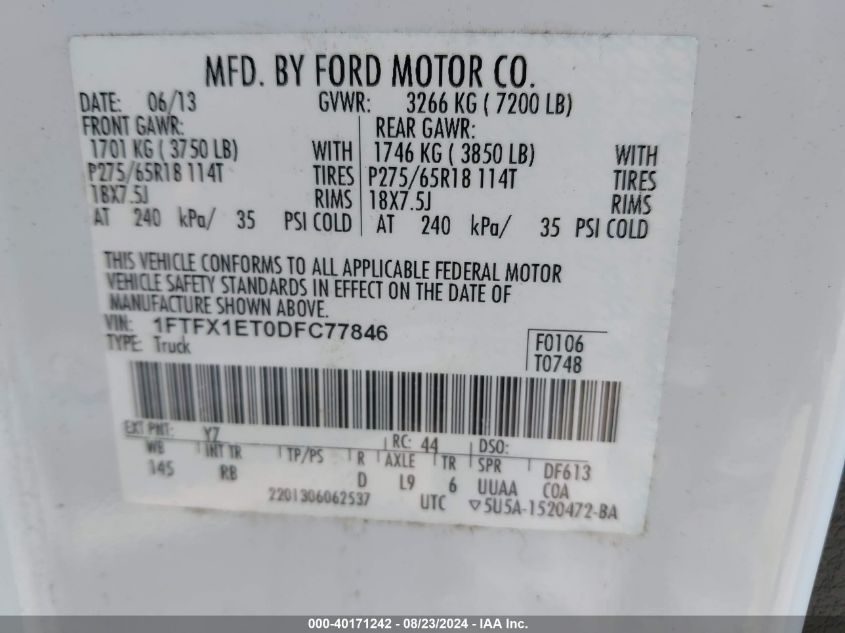 MFD. BY FORD MOTOR CO.
DATE: 06/13 GVWR: 3266 KG ( 7200 LB)
FRONT GAWR: REAR GAWR:
1701 KG ( 3750 LB) WITH 1746 KG ( 3850 LB) WITH
P275/65R18 114T TIRES P275/65R18 114T TIRES
18X7.5J RIMS 18X7.5J RIMS
AT 240 kPa/ 35 PSI COLD AT 240 kPa/ 35 PSI COLD
THIS VEHICLE CONFORMS TO ALL APPLICABLE FEDERAL MOTOR
VEHICLE SAFETY STANDARDS IN EFFECT ON THE DATE OF
MANUFACTURE SHOWN ABOVE.
VIN: 1FTFX1ET0DFC77846 F0106
TYPE: Truck T0748
EXT PNT: Y7 RC: 44 DSO:
WB INT TR TP/PS R AXLE TR SPR DF613
145 RB D L9 6 UUAA COA
2201306062537 UTC ▽5U5A-1520472-BA
000-40171242 - 08/23/2024 - IAA Inc.